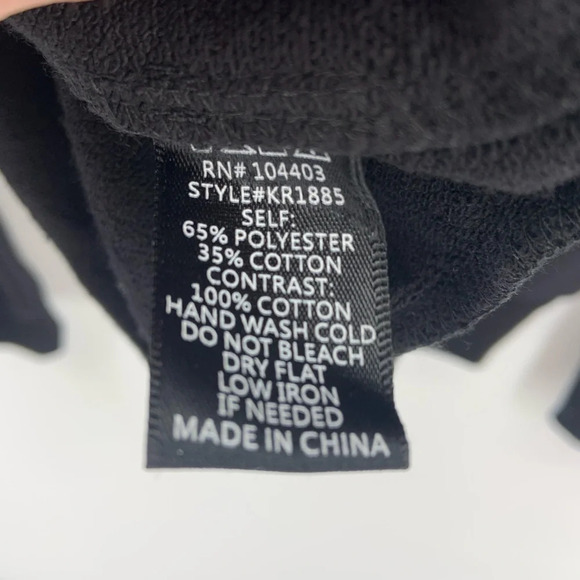 RN# 104403
STYLE#KR1885
SELF:
65% POLYESTER
35% COTTON
CONTRAST:
100% COTTON
HAND WASH COLD
DO NOT BLEACH
DRY FLAT
LOW IRON
IF NEEDED
MADE IN CHINA